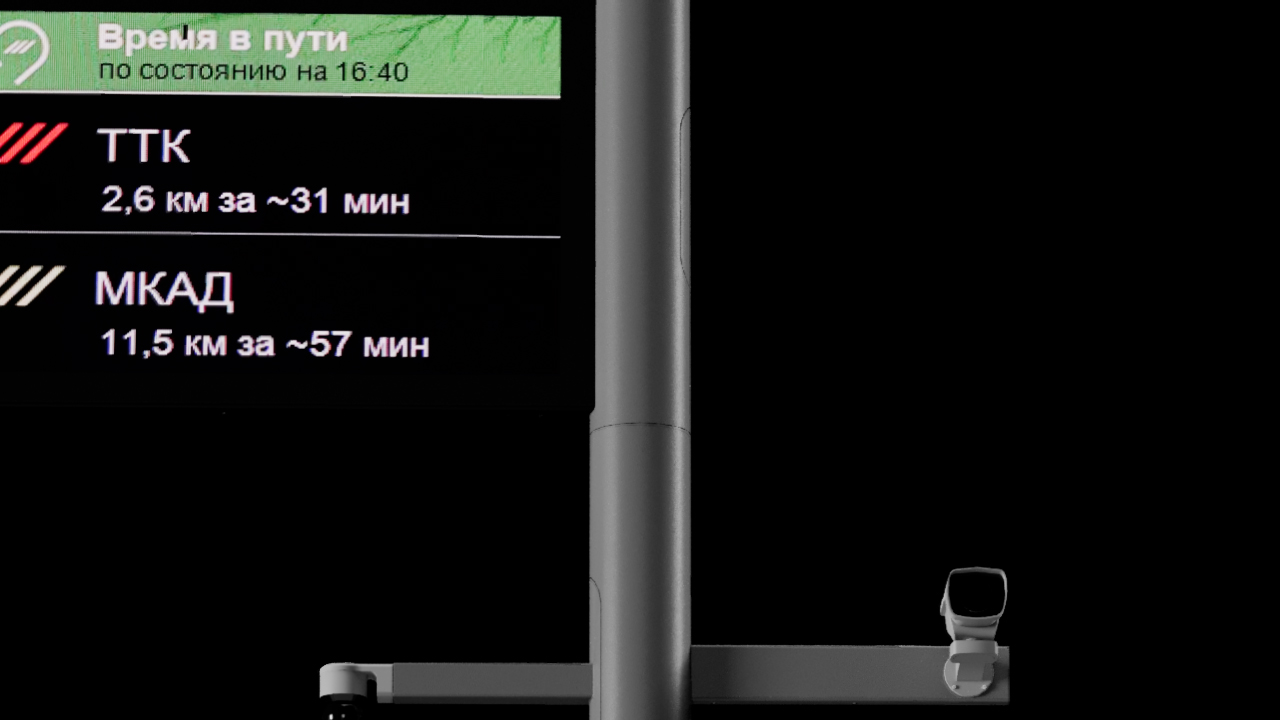 Время в пути
по состоянию на 16:40
ТТК
2,6 км за ~31 мин
МКАД
11,5 км за ~57 мин